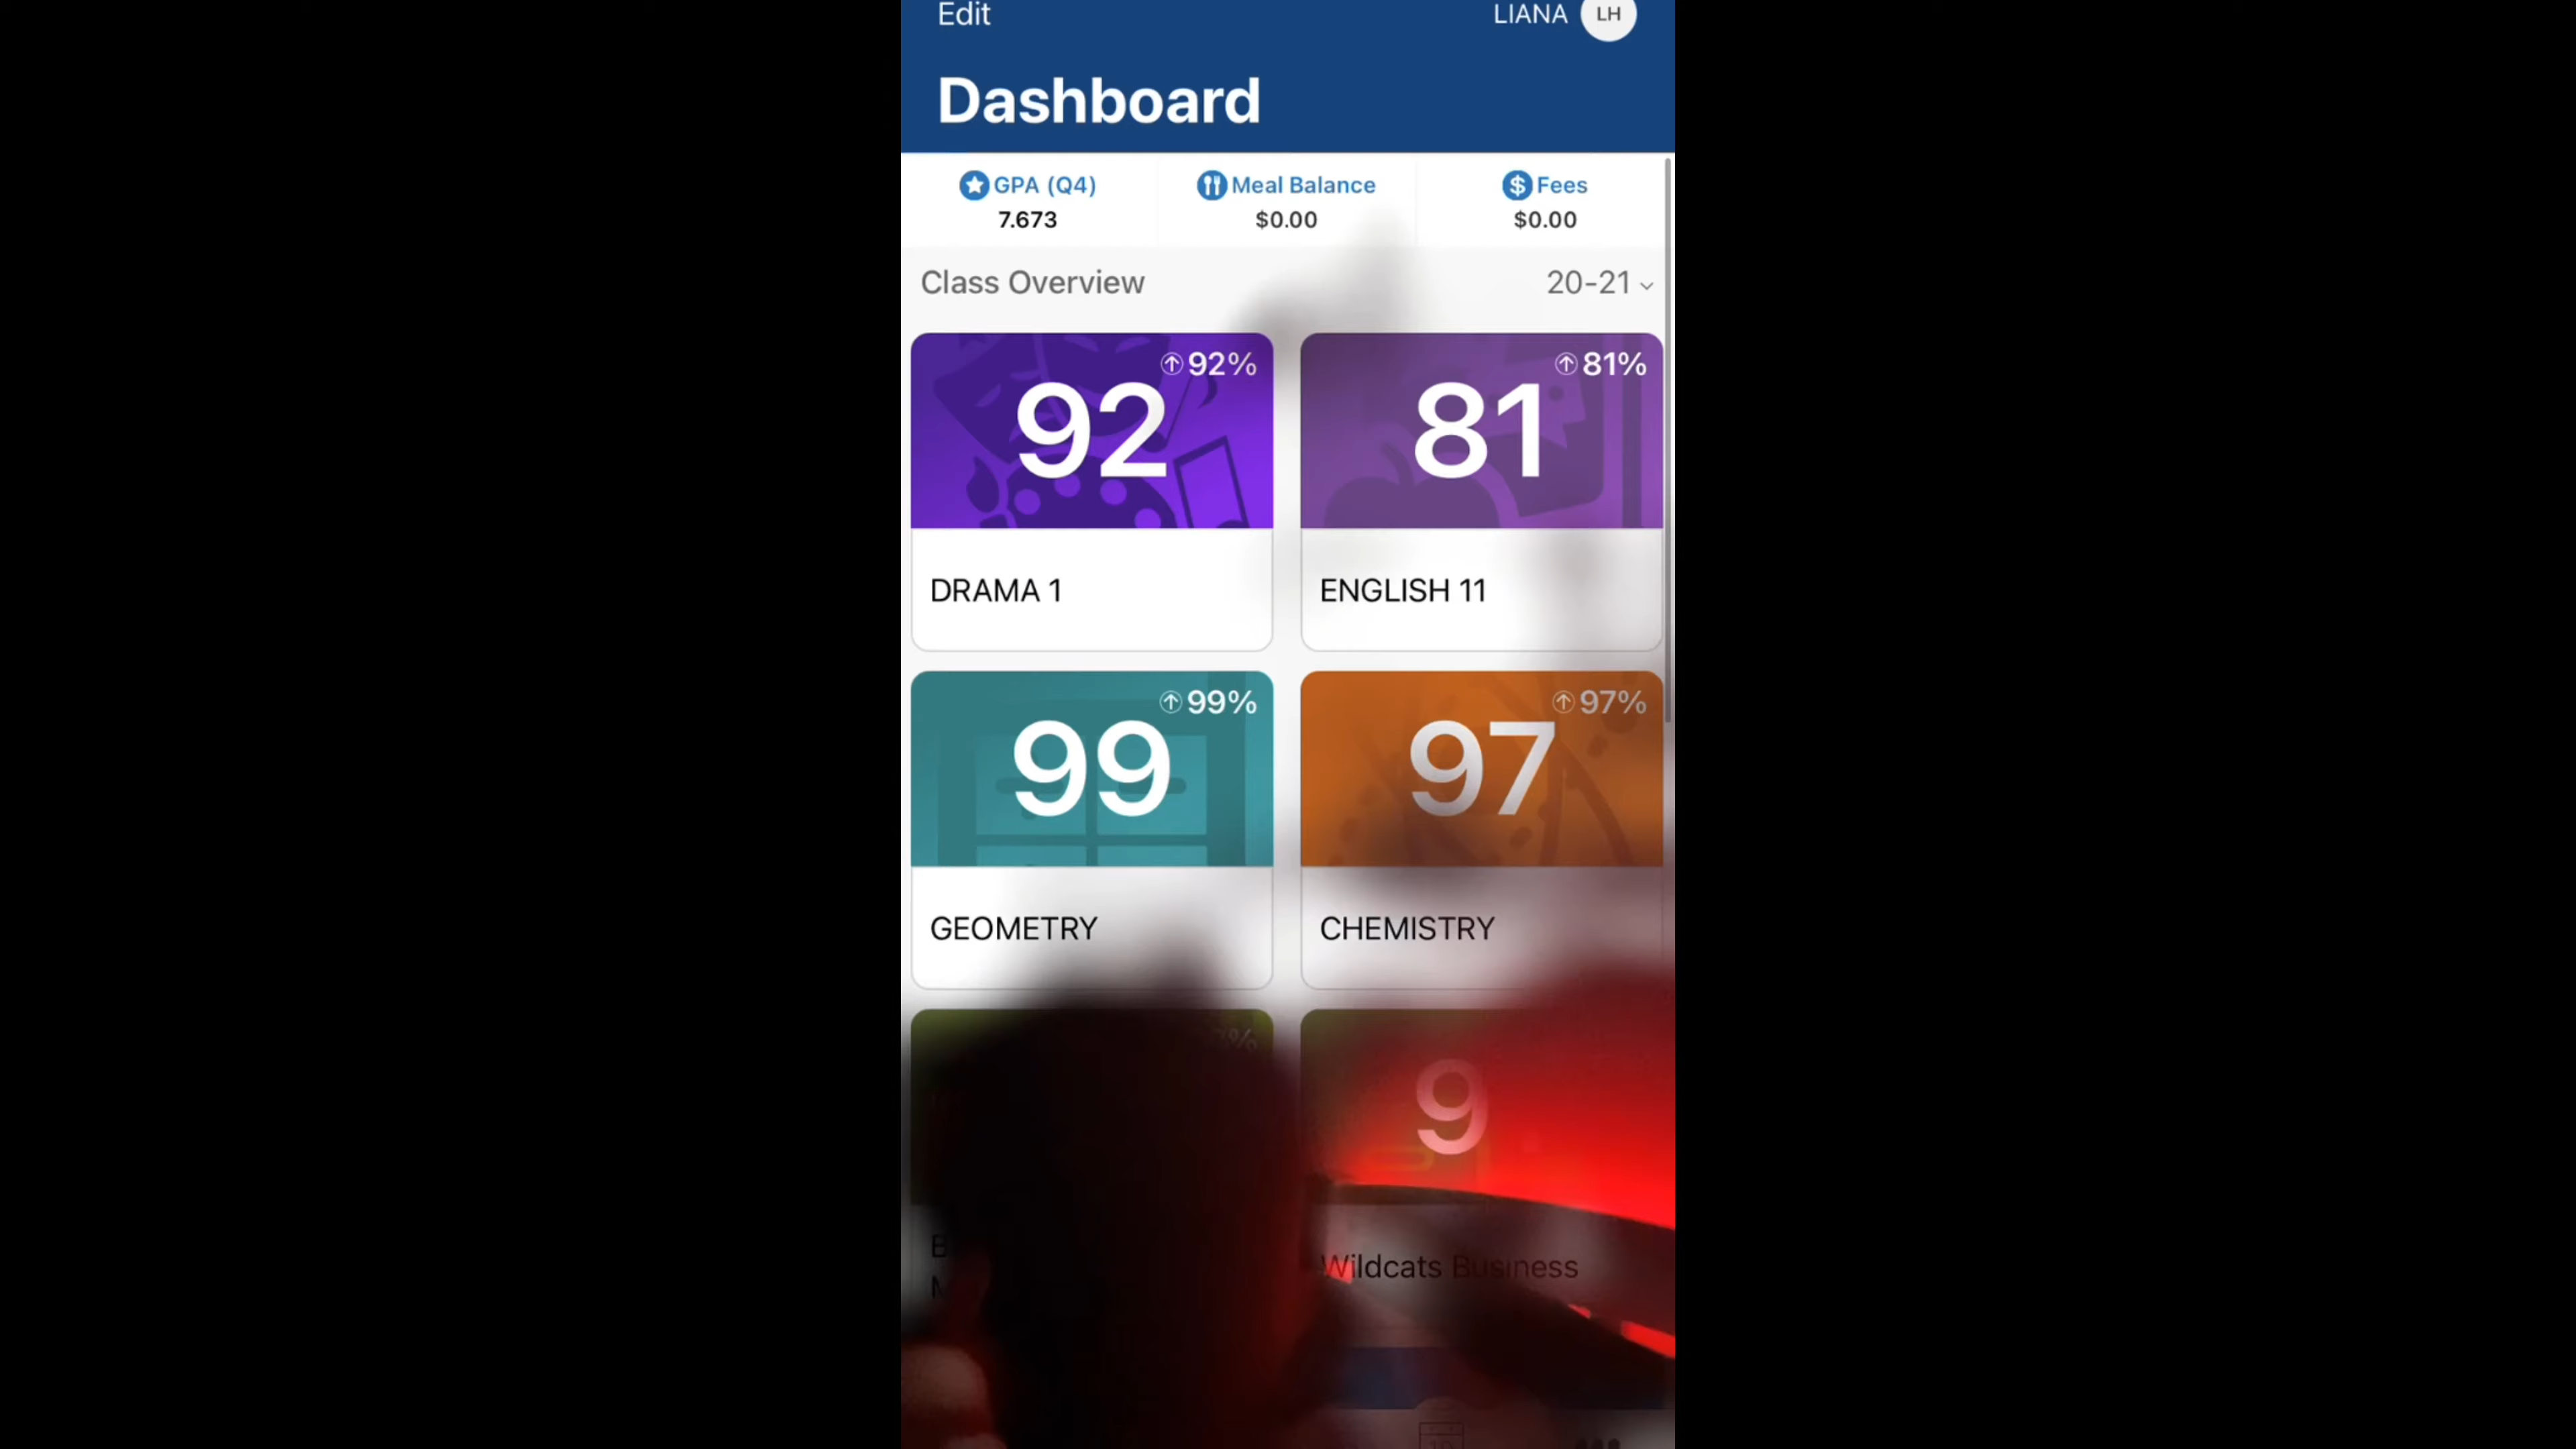 Edit LIANA LH
Dashboard
GPA (Q4) Meal Balance Fees
7.673 $0.00 $0.00
Class Overview 20-21
92% 81%
92 81
DRAMA 1 ENGLISH 11
99% 97%
99 97
GEOMETRY CHEMISTRY
9
Wildcats Business